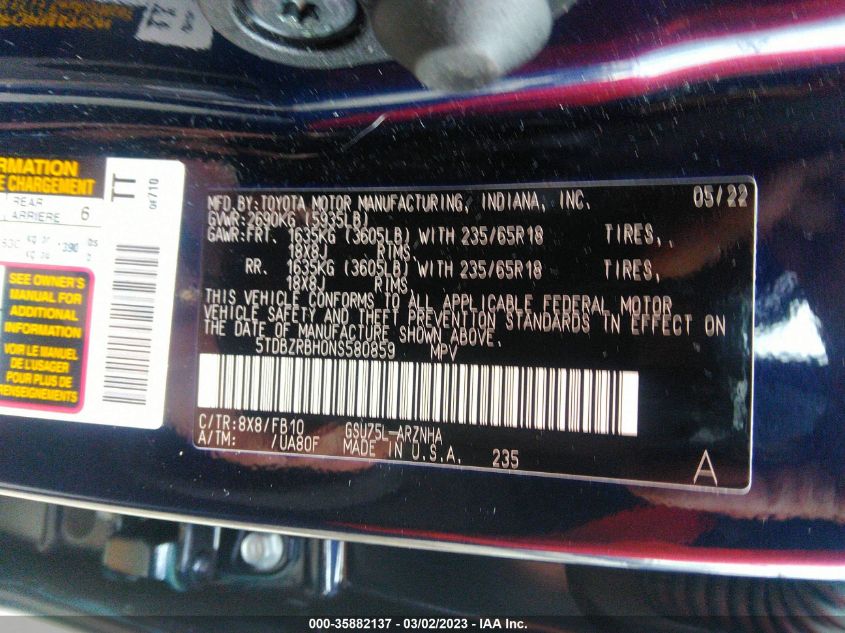 RMATION
E CHARGEMENT
REAR
ARRIERE 6
TT
04/10
SEE OWNER'S
MANUAL FOR
ADDITIONAL
INFORMATION
VOIR LE MANUEL
DE L'USAGER
POUR PLUS DE
RENSEIGNEMENTS
MFD.BY:TOYOTA MOTOR MANUFACTURING, INDIANA, INC. 05/22
GVWR:2690KG (5935LB)
GAWR:FRT. 1635KG (3605LB) WITH 235/65R18 TIRES,
18X8J RIMS,
RR. 1635KG (3605LB) WITH 235/65R18 TIRES,
18X8J RIMS.
THIS VEHICLE CONFORMS TO ALL APPLICABLE FEDERAL MOTOR
VEHICLE SAFETY AND THEFT PREVENTION STANDARDS IN EFFECT ON
THE DATE OF MANUFACTURE SHOWN ABOVE.
5TDBZRBH0NS580859 MPV
C/TR:8X8/FB10 GSU75L-ARZNHA
A/TM: /UA80F MADE IN U.S.A. 235
A
000-35882137 - 03/02/2023 - IAA Inc.